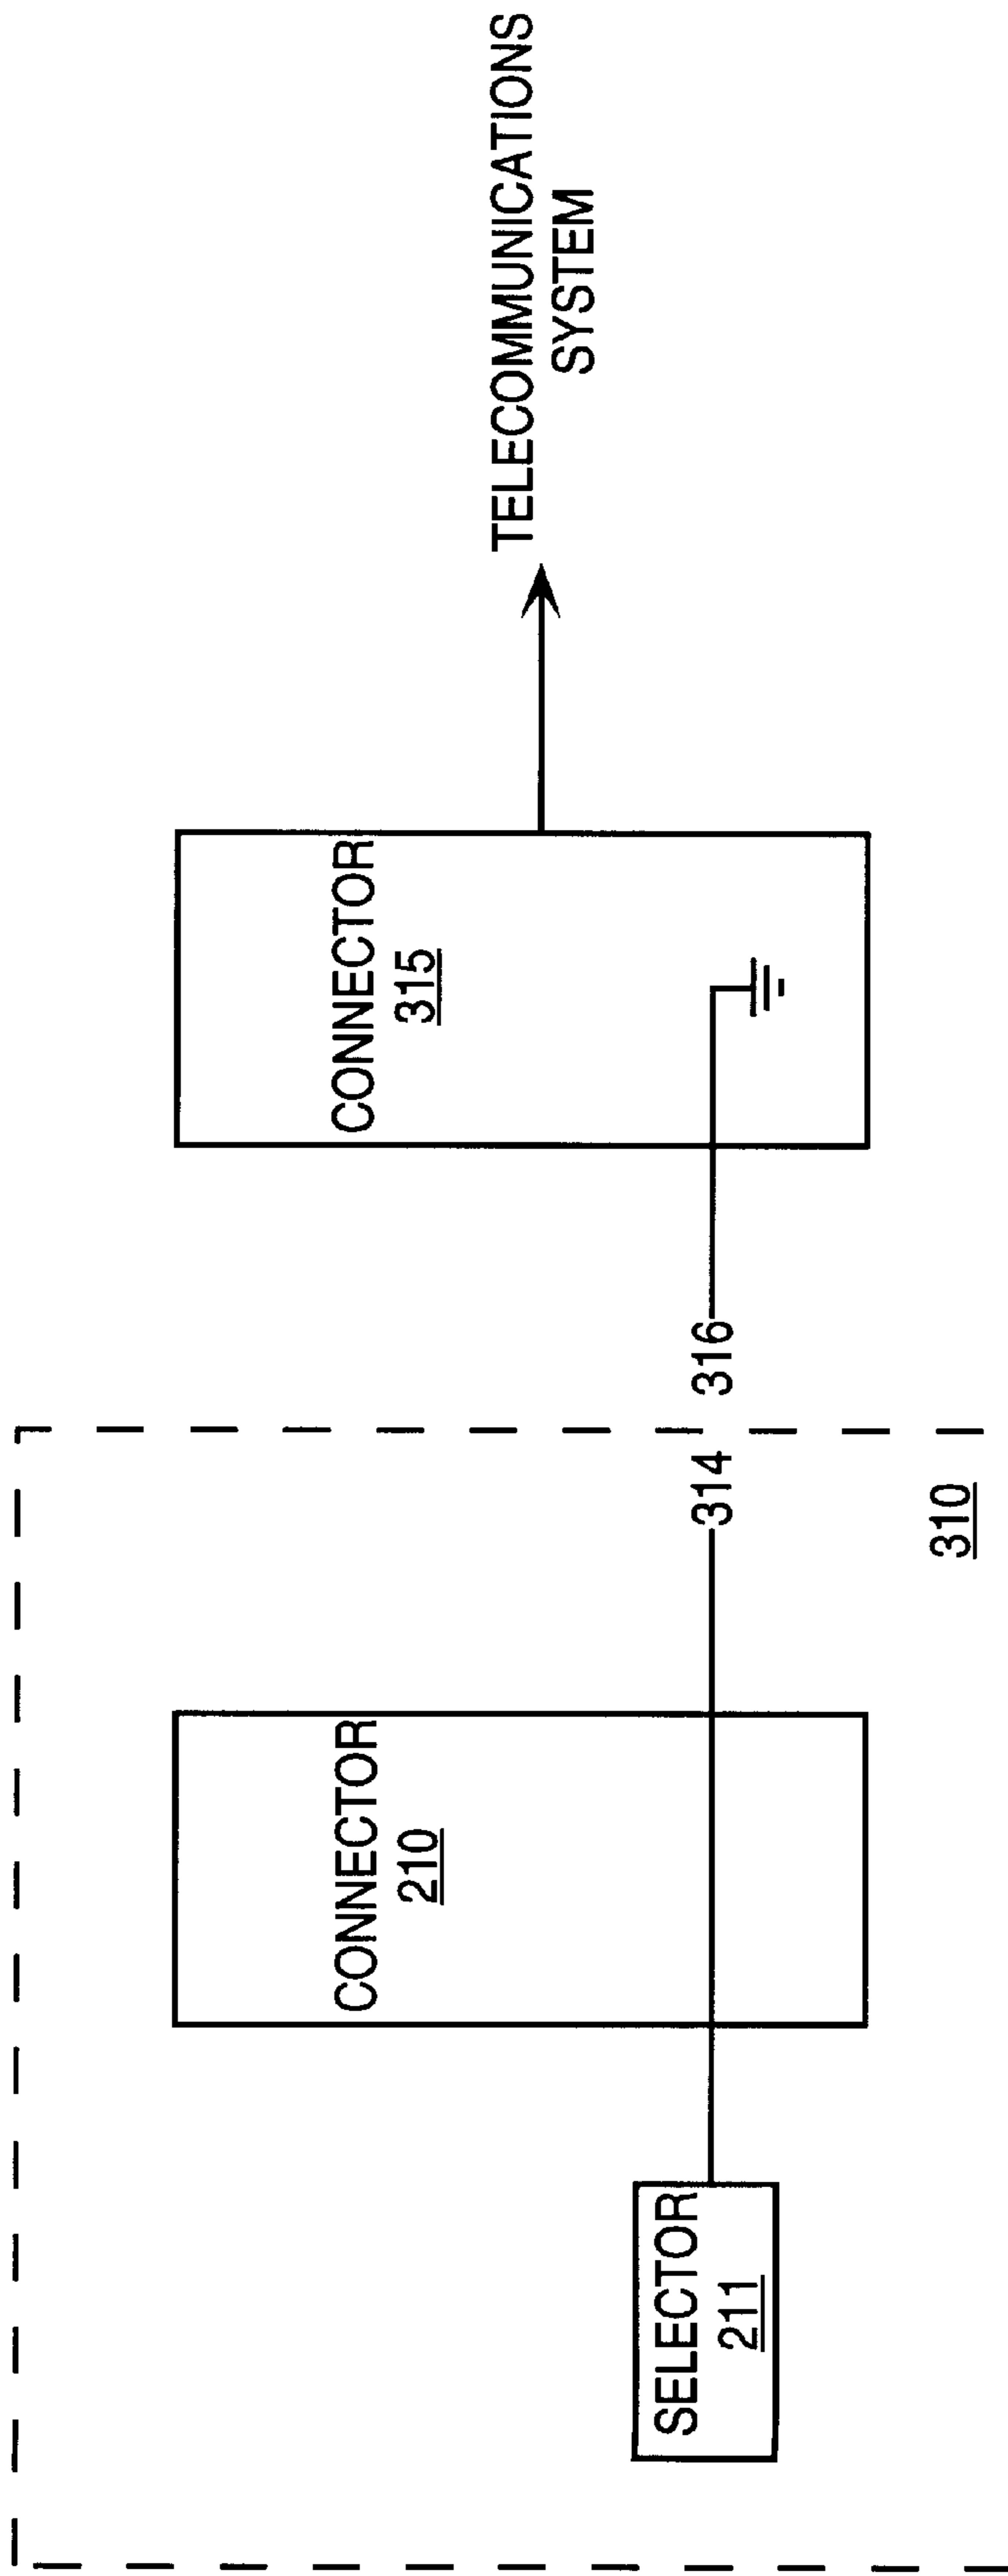 CONNECTOR
210
SELECTOR
211
314
310
316
CONNECTOR
315
TELECOMMUNICATIONS
SYSTEM